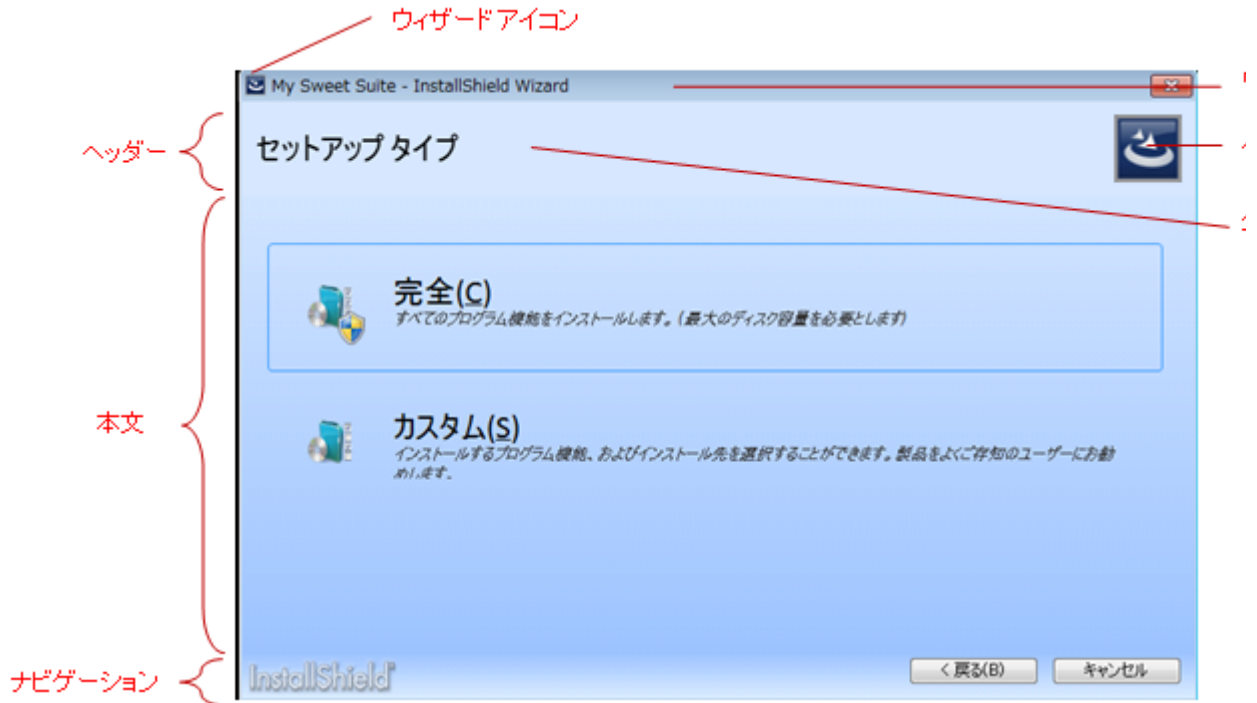 ウィザード アイコン
My Sweet Suite - InstallShield Wizard
ヘッダー
セットアップ タイプ
完全(C)
すべてのプログラム機能をインストールします。(最大のディスク容量を必要とします)
本文
カスタム(S)
インストールするプログラム機能、およびインストール先を選択することができます。製品をよくご存知のユーザーにお勧
めします。
ナビゲーション
InstallShield
< 戻る(B)
キャンセル